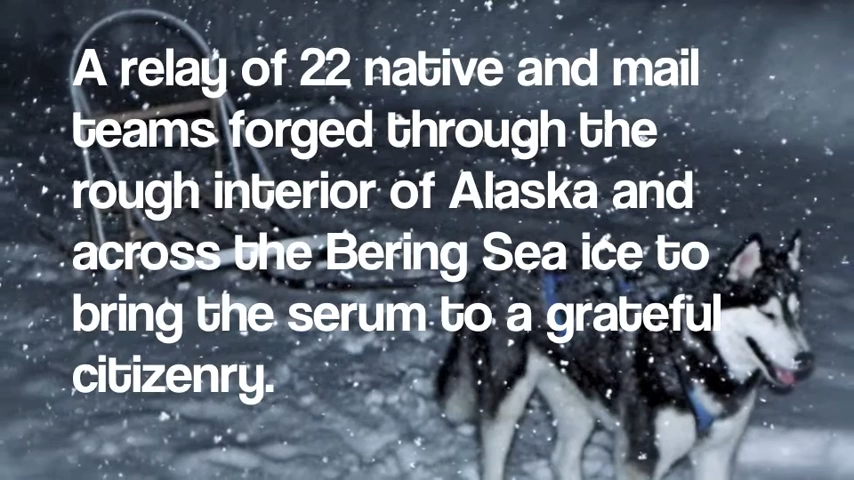 A relay of 22 native and mail
teams forged through the
rough interior of Alaska and
across the Bering Sea ice to
bring the serum to a grateful
citizenry.